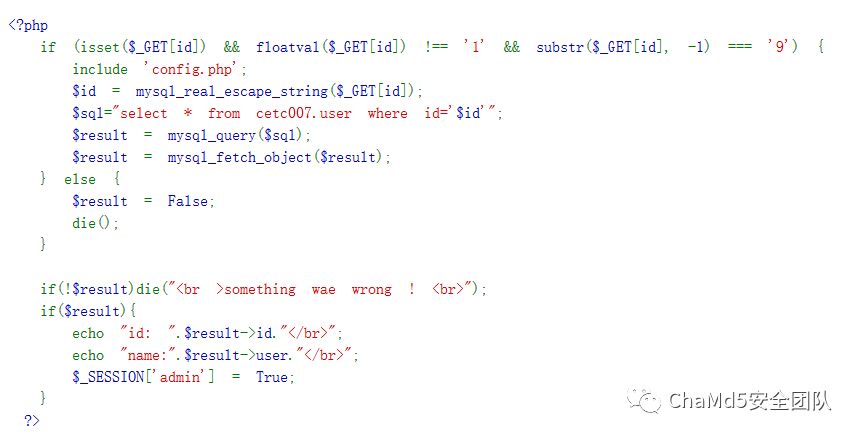 <?php
if (isset($_GET[id]) && floatval($_GET[id]) !== '1' && substr($_GET[id], -1) === '9') {
include 'config.php';
$id = mysql_real_escape_string($_GET[id]);
$sql="select * from cetc007.user where id='$id'";
$result = mysql_query($sql);
$result = mysql_fetch_object($result);
} else {
$result = False;
die();
}
if(!$result)die("<br >something wae wrong ! <br>");
if($result){
echo "id: ".$result->id."</br>";
echo "name:".$result->user."</br>";
$_SESSION['admin'] = True;
}
?>
ChaMd5安全团队